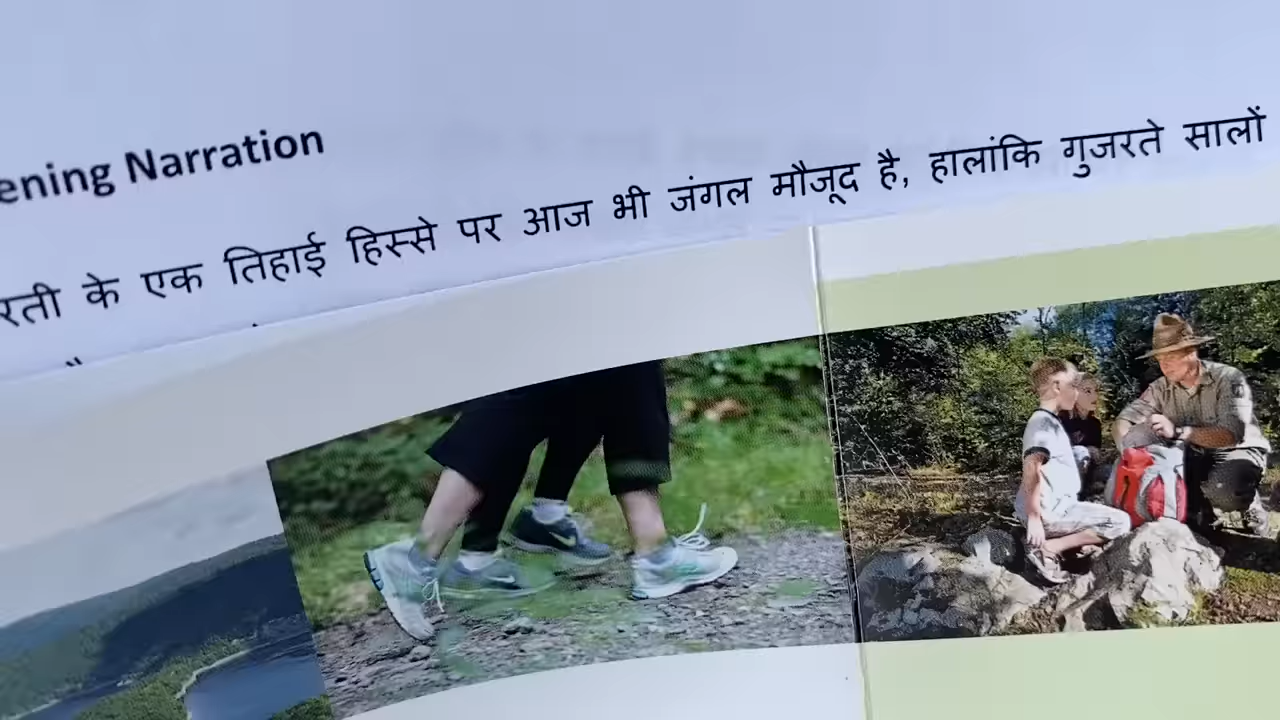 ening Narration
रती के एक तिहाई हिस्से पर आज भी जंगल मौजूद है, हालांकि गुजरते सालों